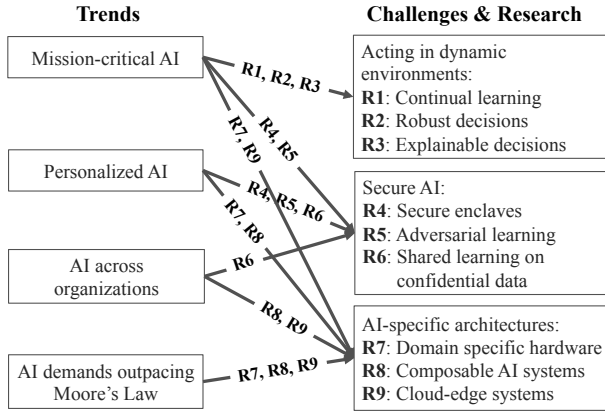 Trends
Challenges & Research
Mission-critical AI
Personalized AI
AI across
organizations
AI demands outpacing
Moore's Law
R1, R2, R3
R4, R5
R7, R9
R4, R5, R6
R7, R8
R6
R8, R9
R7, R8, R9
Acting in dynamic
environments:
R1: Continual learning
R2: Robust decisions
R3: Explainable decisions
Secure AI:
R4: Secure enclaves
R5: Adversarial learning
R6: Shared learning on
confidential data
AI-specific architectures:
R7: Domain specific hardware
R8: Composable AI systems
R9: Cloud-edge systems